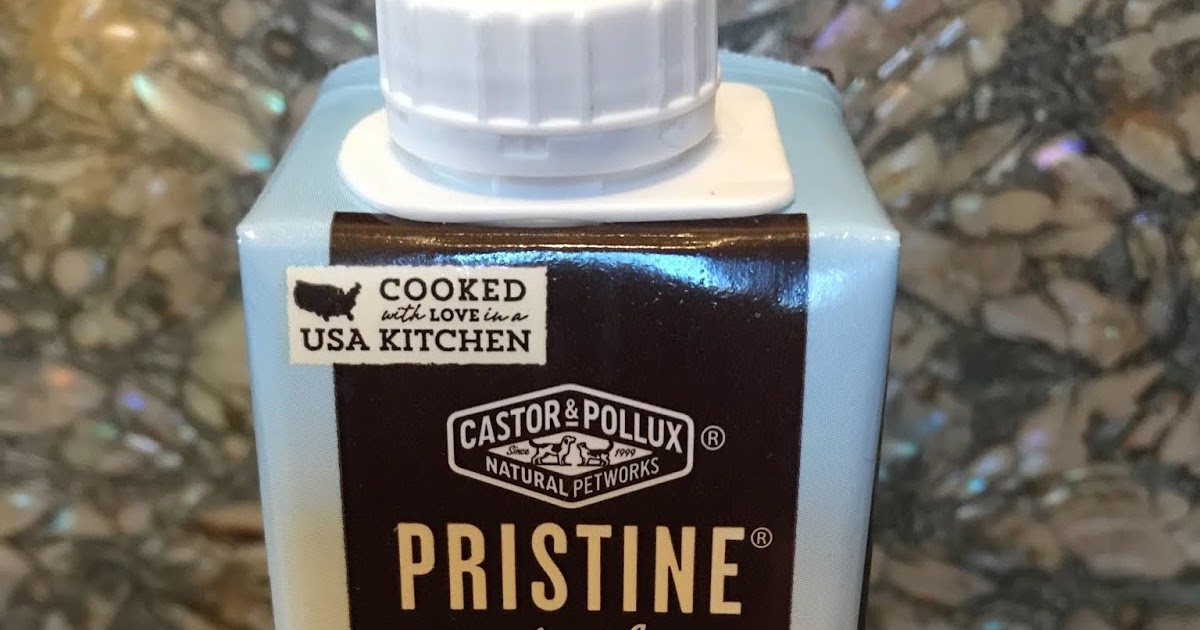 COOKED
with LOVE in a
USA KITCHEN
CASTOR & POLLUX ®
Since 1999
NATURAL PETWORKS
PRISTINE®